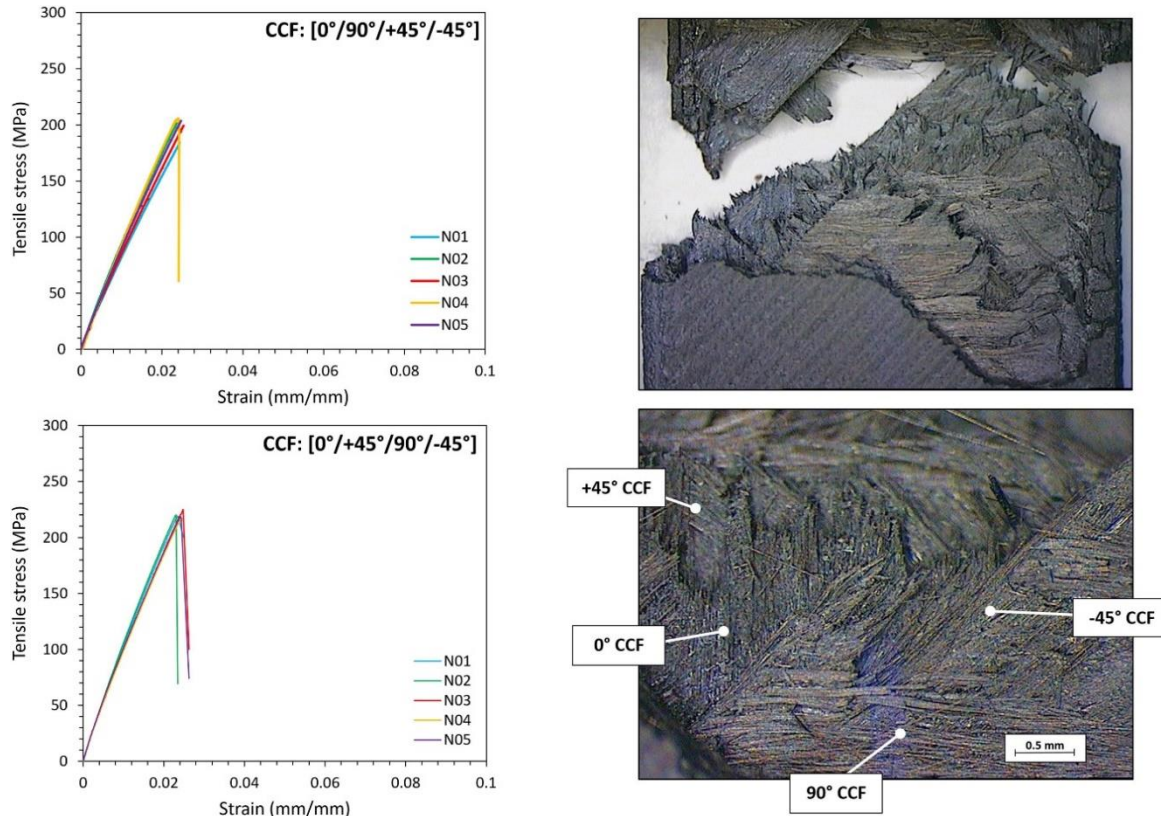 CCF: [0°/90°/+45°/-45°]
Tensile stress (MPa)
300
250
200
150
100
50
0
N01
N02
N03
N04
N05
0 0.02 0.04 0.06 0.08 0.1
Strain (mm/mm)
CCF: [0°/+45°/90°/-45°]
Tensile stress (MPa)
300
250
200
150
100
50
0
N01
N02
N03
N04
N05
0 0.02 0.04 0.06 0.08 0.1
Strain (mm/mm)
+45° CCF
-45° CCF
0° CCF
0.5 mm
90° CCF